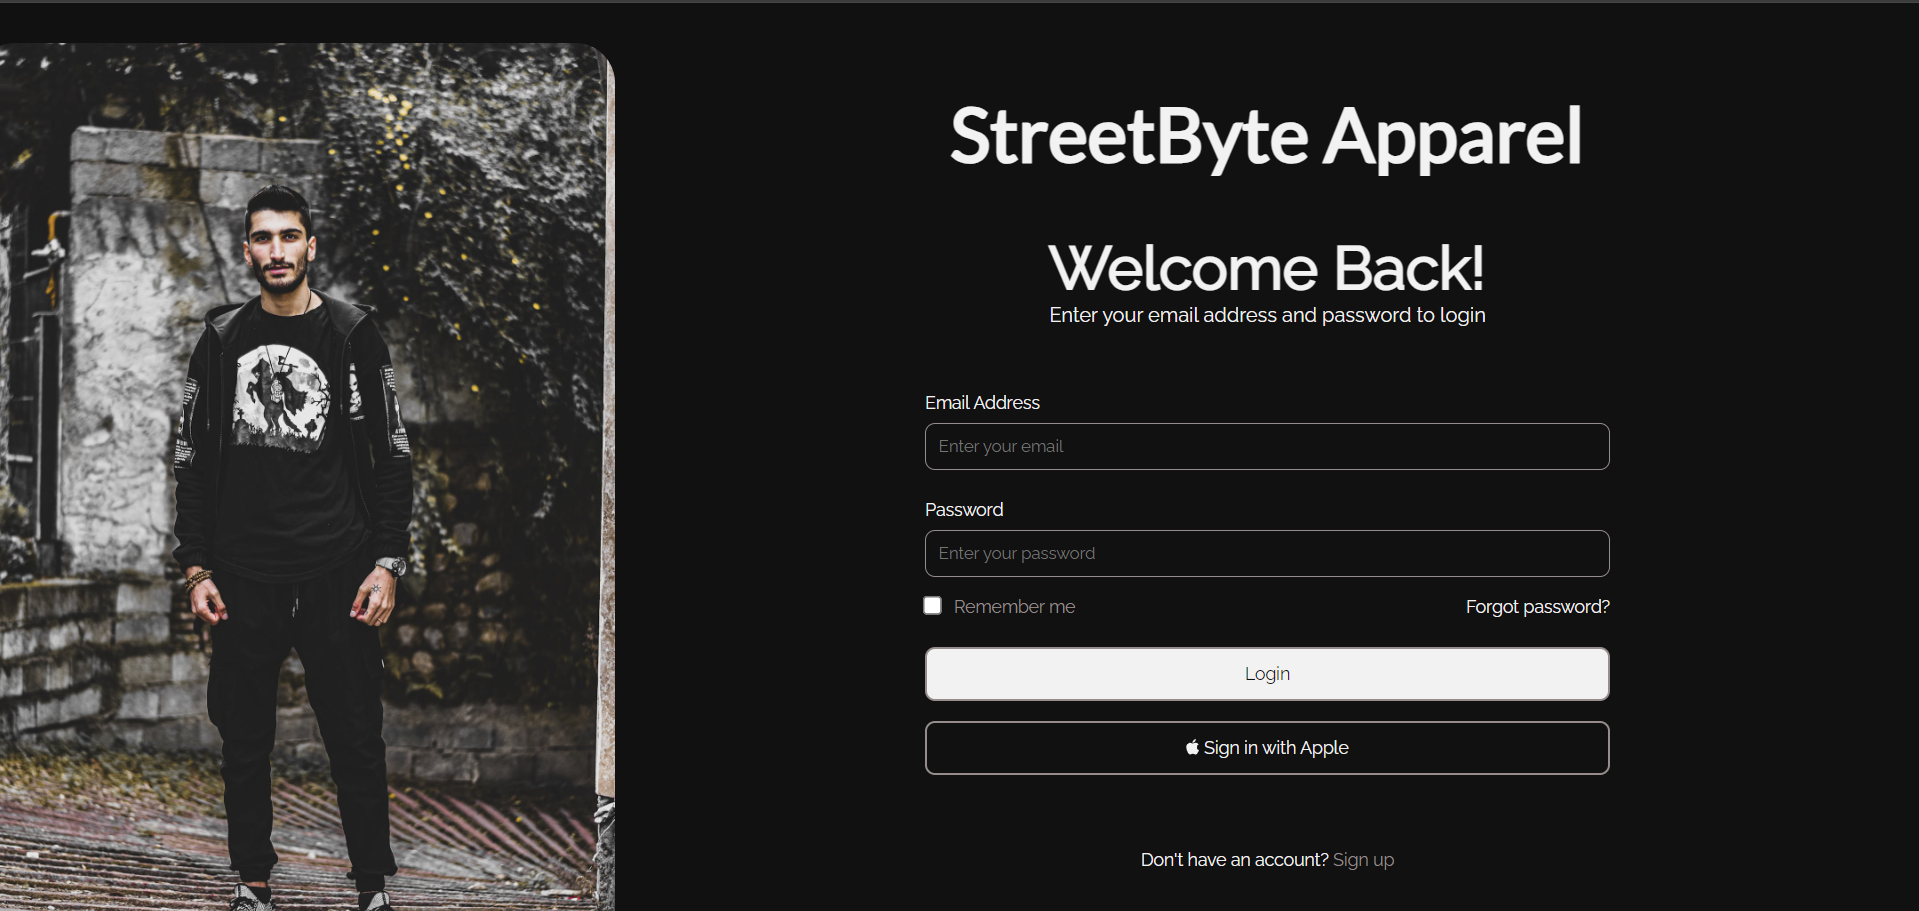 StreetByte Apparel
Welcome Back!
Enter your email address and password to login
Email Address
Enter your email
Password
Enter your password
Remember me
Forgot password?
Login
Sign in with Apple
Don't have an account? Sign up